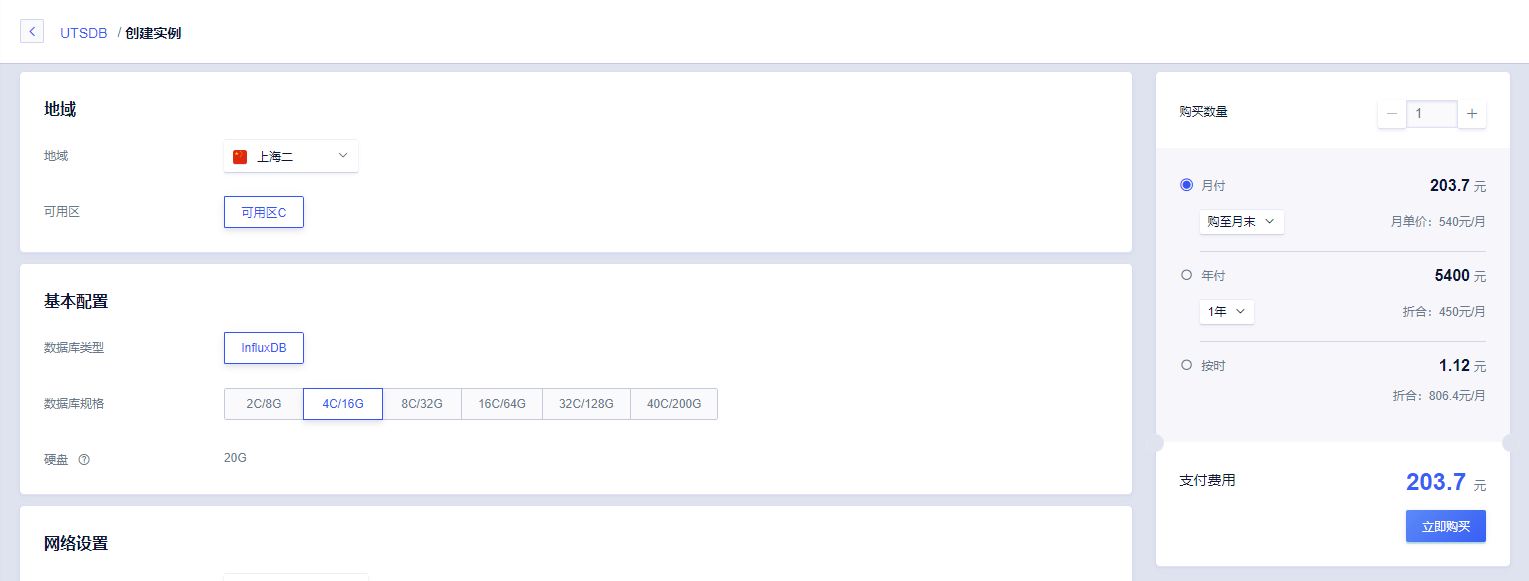 UTSDB / 创建实例
地域
地域 上海二
可用区 可用区C
基本配置
数据库类型 InfluxDB
数据库规格 2C/8G 4C/16G 8C/32G 16C/64G 32C/128G 40C/200G
硬盘 ? 20G
网络设置
购买数量 − 1 +
月付 203.7 元
购至月末 月单价：540元/月
年付 5400 元
1年 折合：450元/月
按时 1.12 元
折合：806.4元/月
支付费用 203.7 元
立即购买